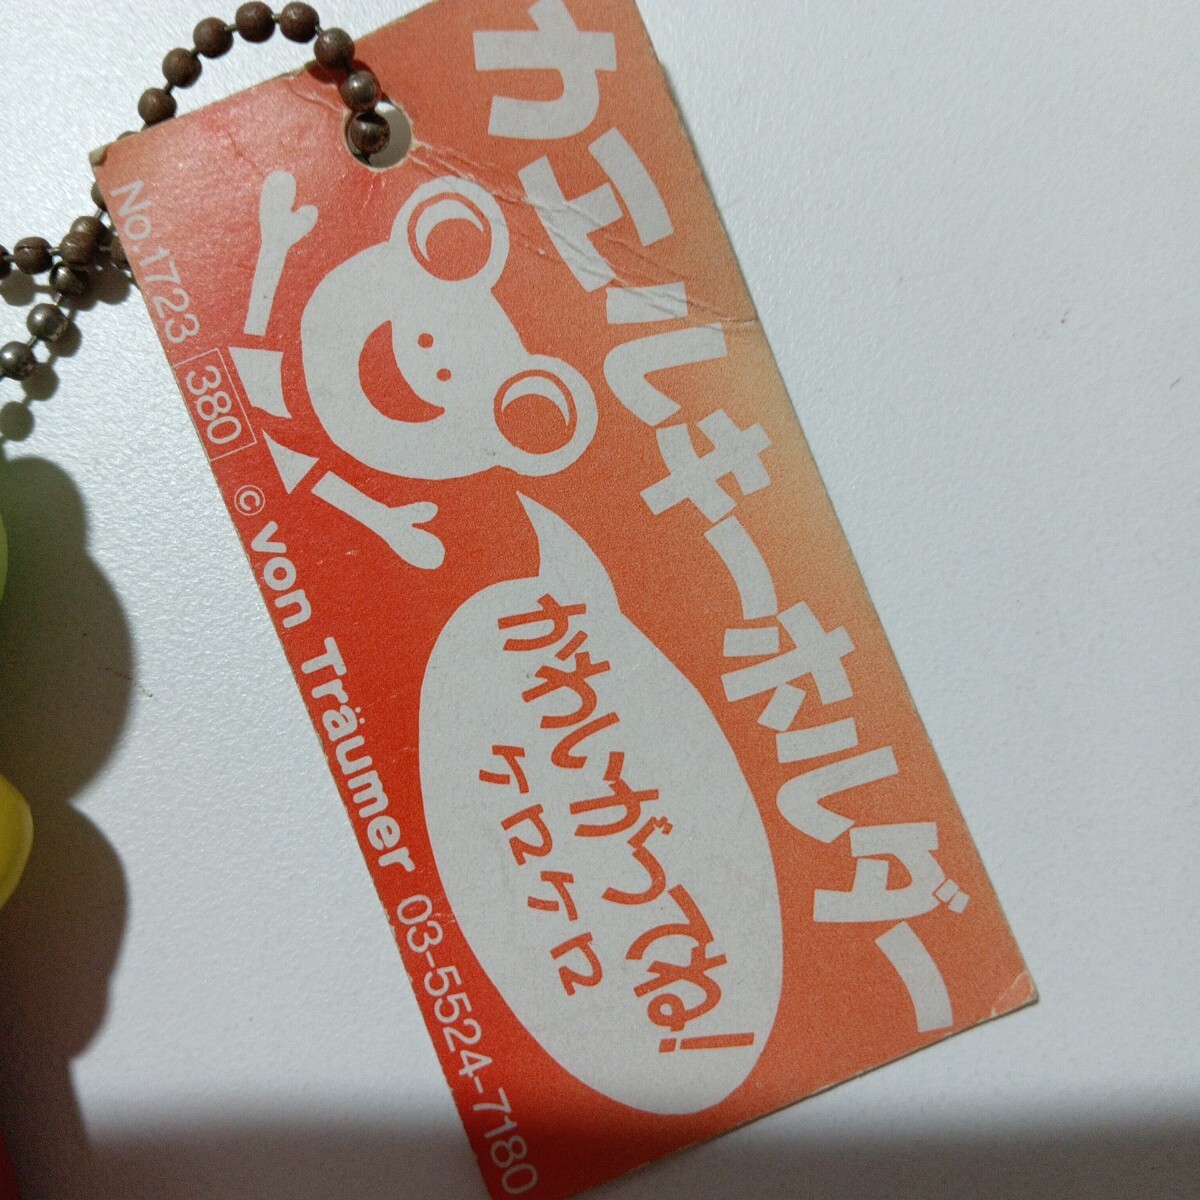 カエルキーホルダー
かわいがってね!
ケロケロ
No.1723 380 © von Träumer 03-5524-7180